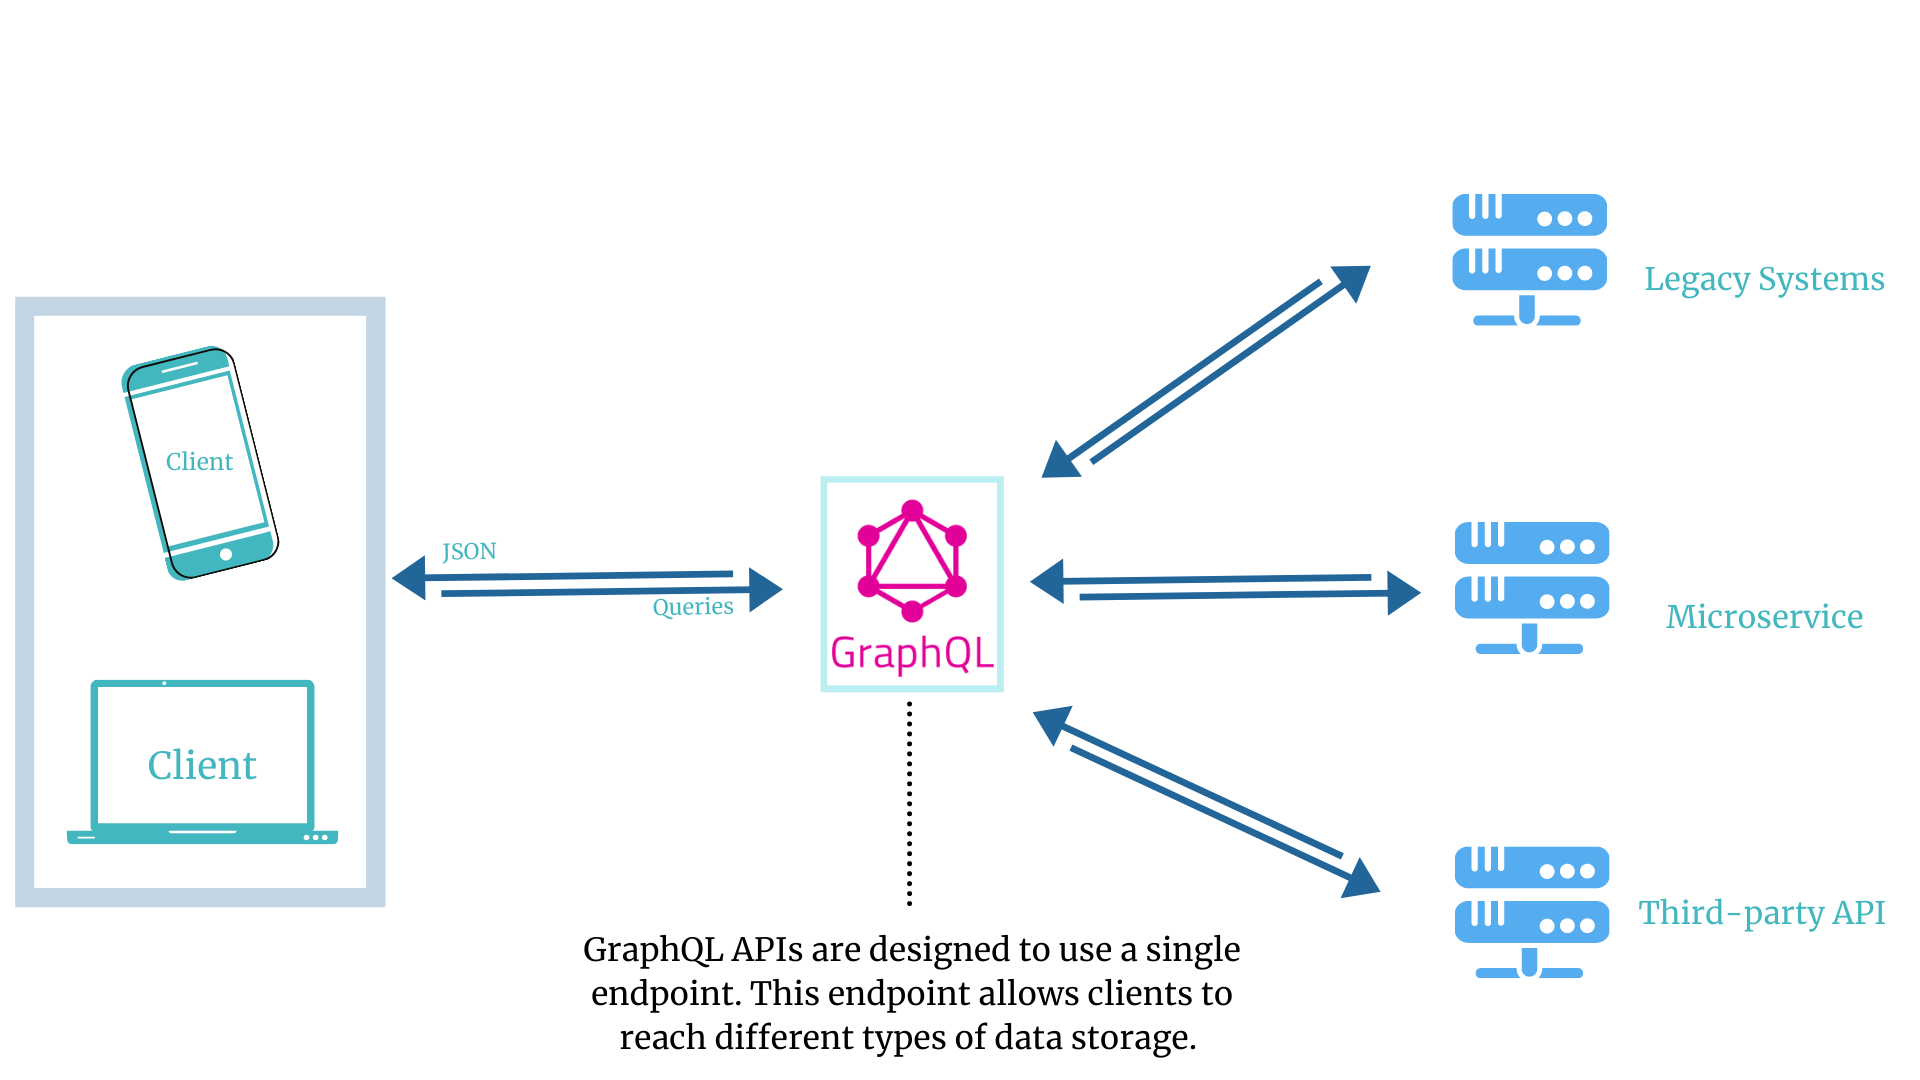 Legacy Systems
Client
JSON
Queries
Microservice
GraphQL
Client
Third-party API
GraphQL APIs are designed to use a single
endpoint. This endpoint allows clients to
reach different types of data storage.